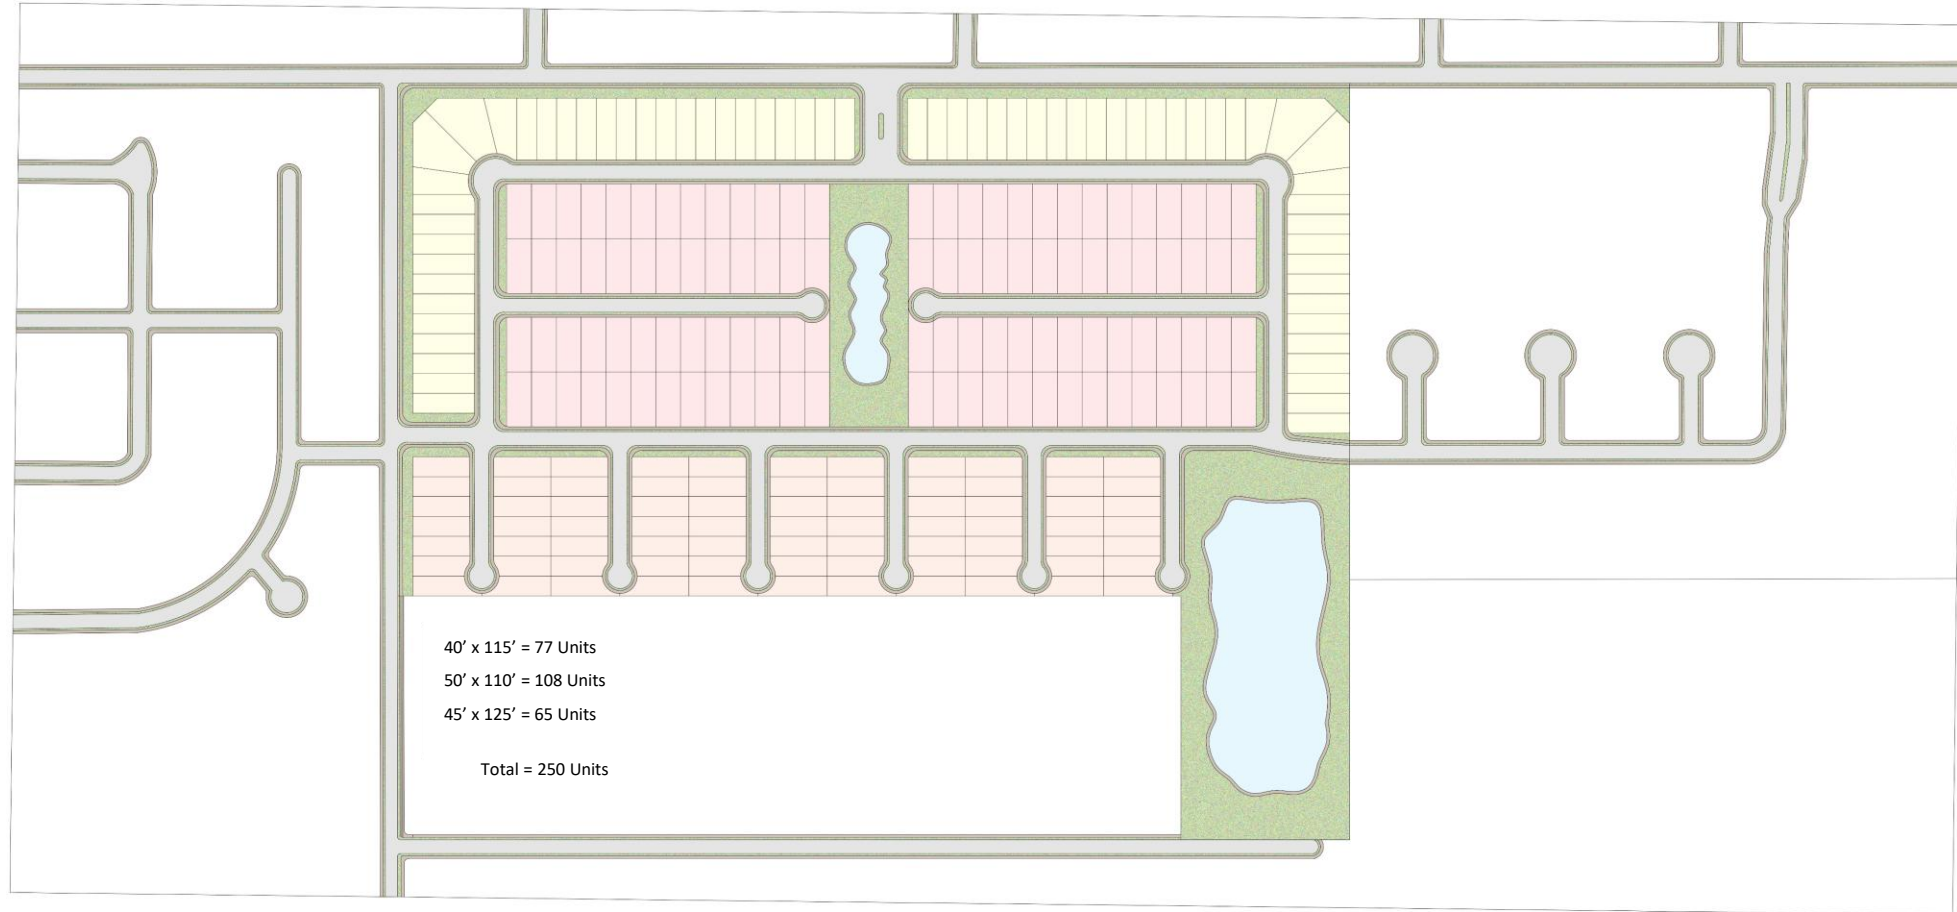 40’ x 115’ = 77 Units
50’ x 110’ = 108 Units
45’ x 125’ = 65 Units
Total = 250 Units